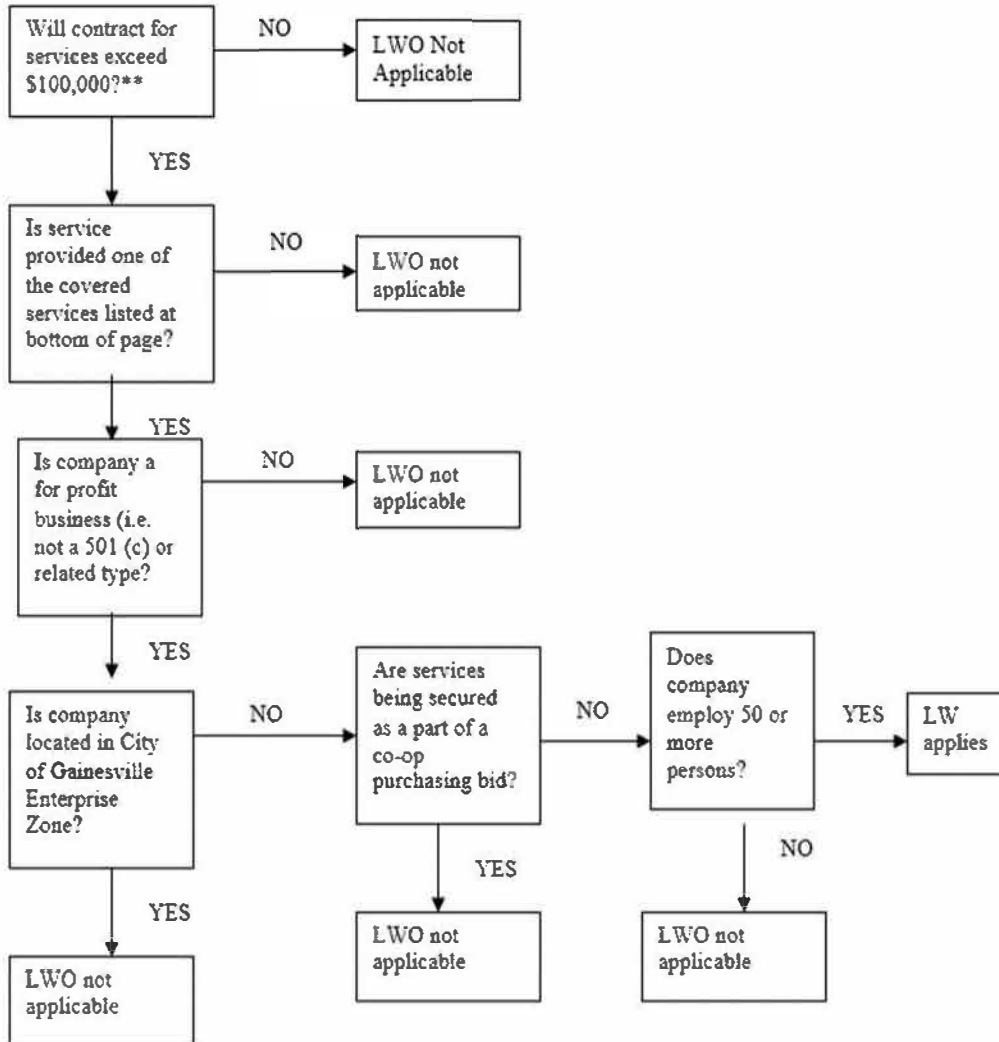 Will contract for
services exceed
$100,000?**
NO
LWO Not
Applicable
YES
Is service
provided one of
the covered
services listed at
bottom of page?
NO
LWO not
applicable
YES
Is company a
for profit
business (i.e.
not a 501 (c) or
related type?
NO
LWO not
applicable
YES
Is company
located in City
of Gainesville
Enterprise
Zone?
NO
Are services
being secured
as a part of a
co-op
purchasing bid?
NO
Does
company
employ 50 or
more
persons?
YES
LW
applies
YES
LWO not
applicable
YES
LWO not
applicable
NO
LWO not
applicable